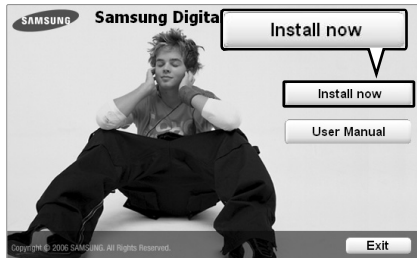 SAMSUNG
Samsung Digita
Install now
Install now
User Manual
Copyright © 2006 SAMSUNG. All Rights Reserved.
Exit